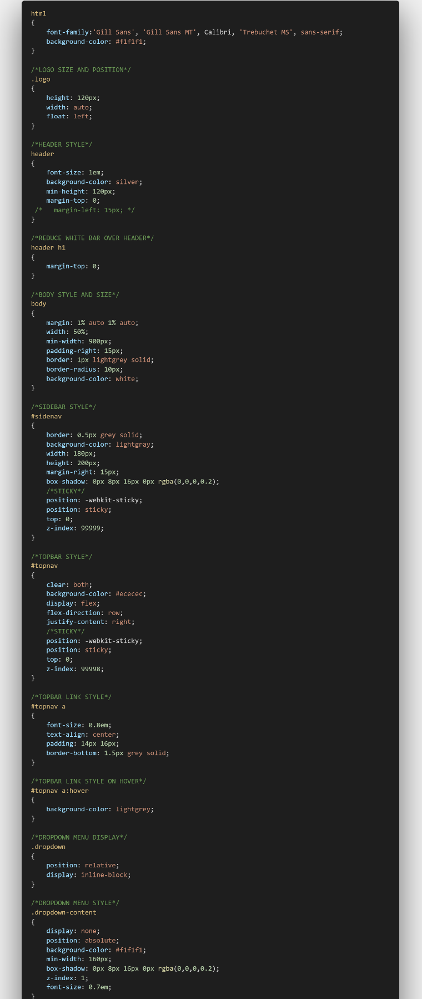 html
{
    font-family:'Gill Sans', 'Gill Sans MT', Calibri, 'Trebuchet MS', sans-serif;
    background-color: #f1f1f1;
}

/*LOGO SIZE AND POSITION*/
.logo
{
    height: 120px;
    width: auto;
    float: left;
}

/*HEADER STYLE*/
header
{
    font-size: 1em;
    background-color: silver;
    min-height: 120px;
    margin-top: 0;
 /*   margin-left: 15px; */
}

/*REDUCE WHITE BAR OVER HEADER*/
header h1
{
    margin-top: 0;
}

/*BODY STYLE AND SIZE*/
body
{
    margin: 1% auto 1% auto;
    width: 50%;
    min-width: 900px;
    padding-right: 15px;
    border: 1px lightgrey solid;
    border-radius: 10px;
    background-color: white;
}

/*SIDEBAR STYLE*/
#sidenav
{
    border: 0.5px grey solid;
    background-color: lightgray;
    width: 180px;
    height: 200px;
    margin-right: 15px;
    box-shadow: 0px 8px 16px 0px rgba(0,0,0,0.2);
    /*STICKY*/
    position: -webkit-sticky;
    position: sticky;
    top: 0;
    z-index: 99999;
}

/*TOPBAR STYLE*/
#topnav
{
    clear: both;
    background-color: #ececec;
    display: flex;
    flex-direction: row;
    justify-content: right;
    /*STICKY*/
    position: -webkit-sticky;
    position: sticky;
    top: 0;
    z-index: 99998;
}

/*TOPBAR LINK STYLE*/
#topnav a
{
    font-size: 0.8em;
    text-align: center;
    padding: 14px 16px;
    border-bottom: 1.5px grey solid;
}

/*TOPBAR LINK STYLE ON HOVER*/
#topnav a:hover
{
    background-color: lightgrey;
}

/*DROPDOWN MENU DISPLAY*/
.dropdown
{
    position: relative;
    display: inline-block;
}

/*DROPDOWN MENU STYLE*/
.dropdown-content
{
    display: none;
    position: absolute;
    background-color: #f1f1f1;
    min-width: 160px;
    box-shadow: 0px 8px 16px 0px rgba(0,0,0,0.2);
    z-index: 1;
    font-size: 0.7em;
}